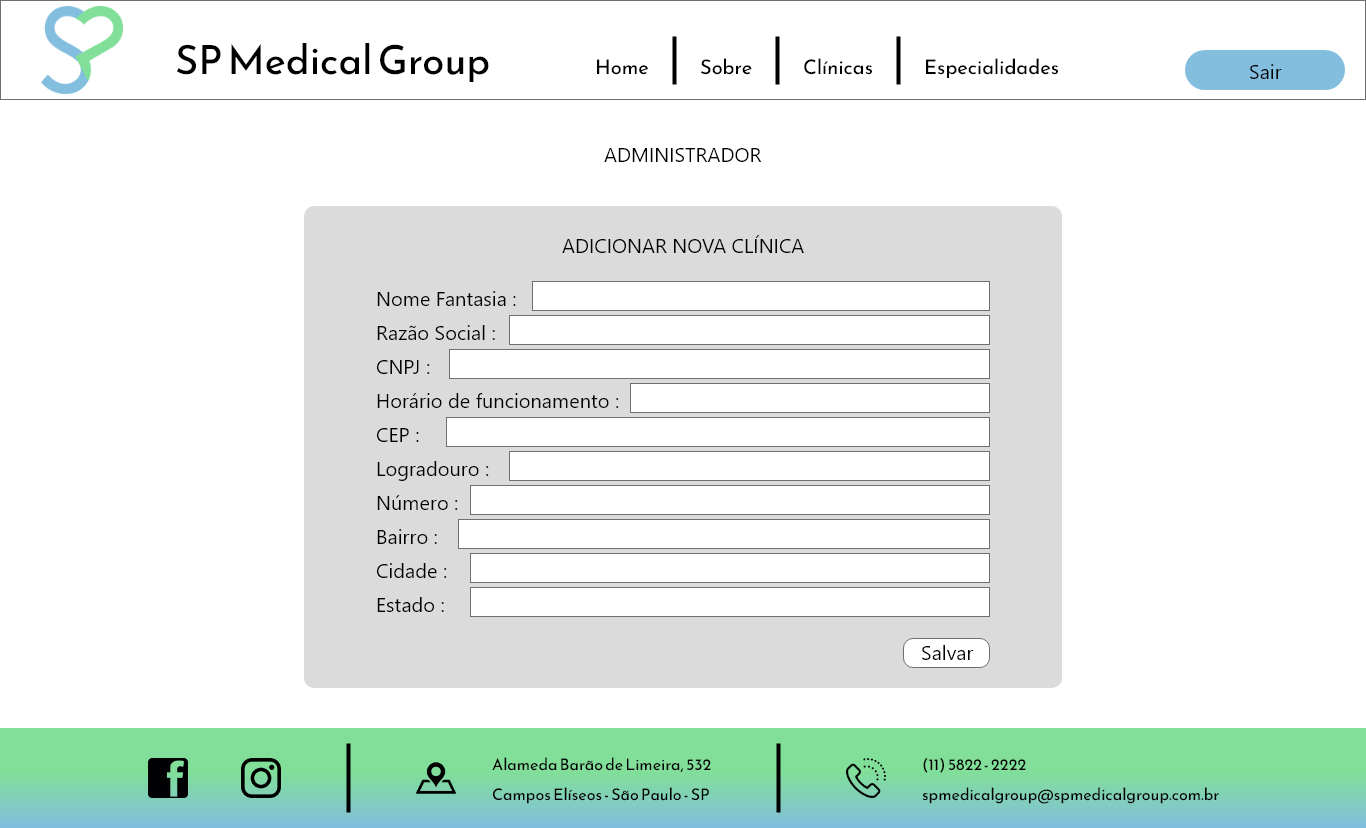 SP Medical Group
Home
Sobre
Clínicas
Especialidades
Sair
ADMINISTRADOR
ADICIONAR NOVA CLÍNICA
Nome Fantasia :
Razão Social :
CNPJ :
Horário de funcionamento :
CEP :
Logradouro :
Número :
Bairro :
Cidade :
Estado :
Salvar
Alameda Barão de Limeira, 532
Campos Elíseos - São Paulo - SP
(11) 5822 - 2222
spmedicalgroup@spmedicalgroup.com.br